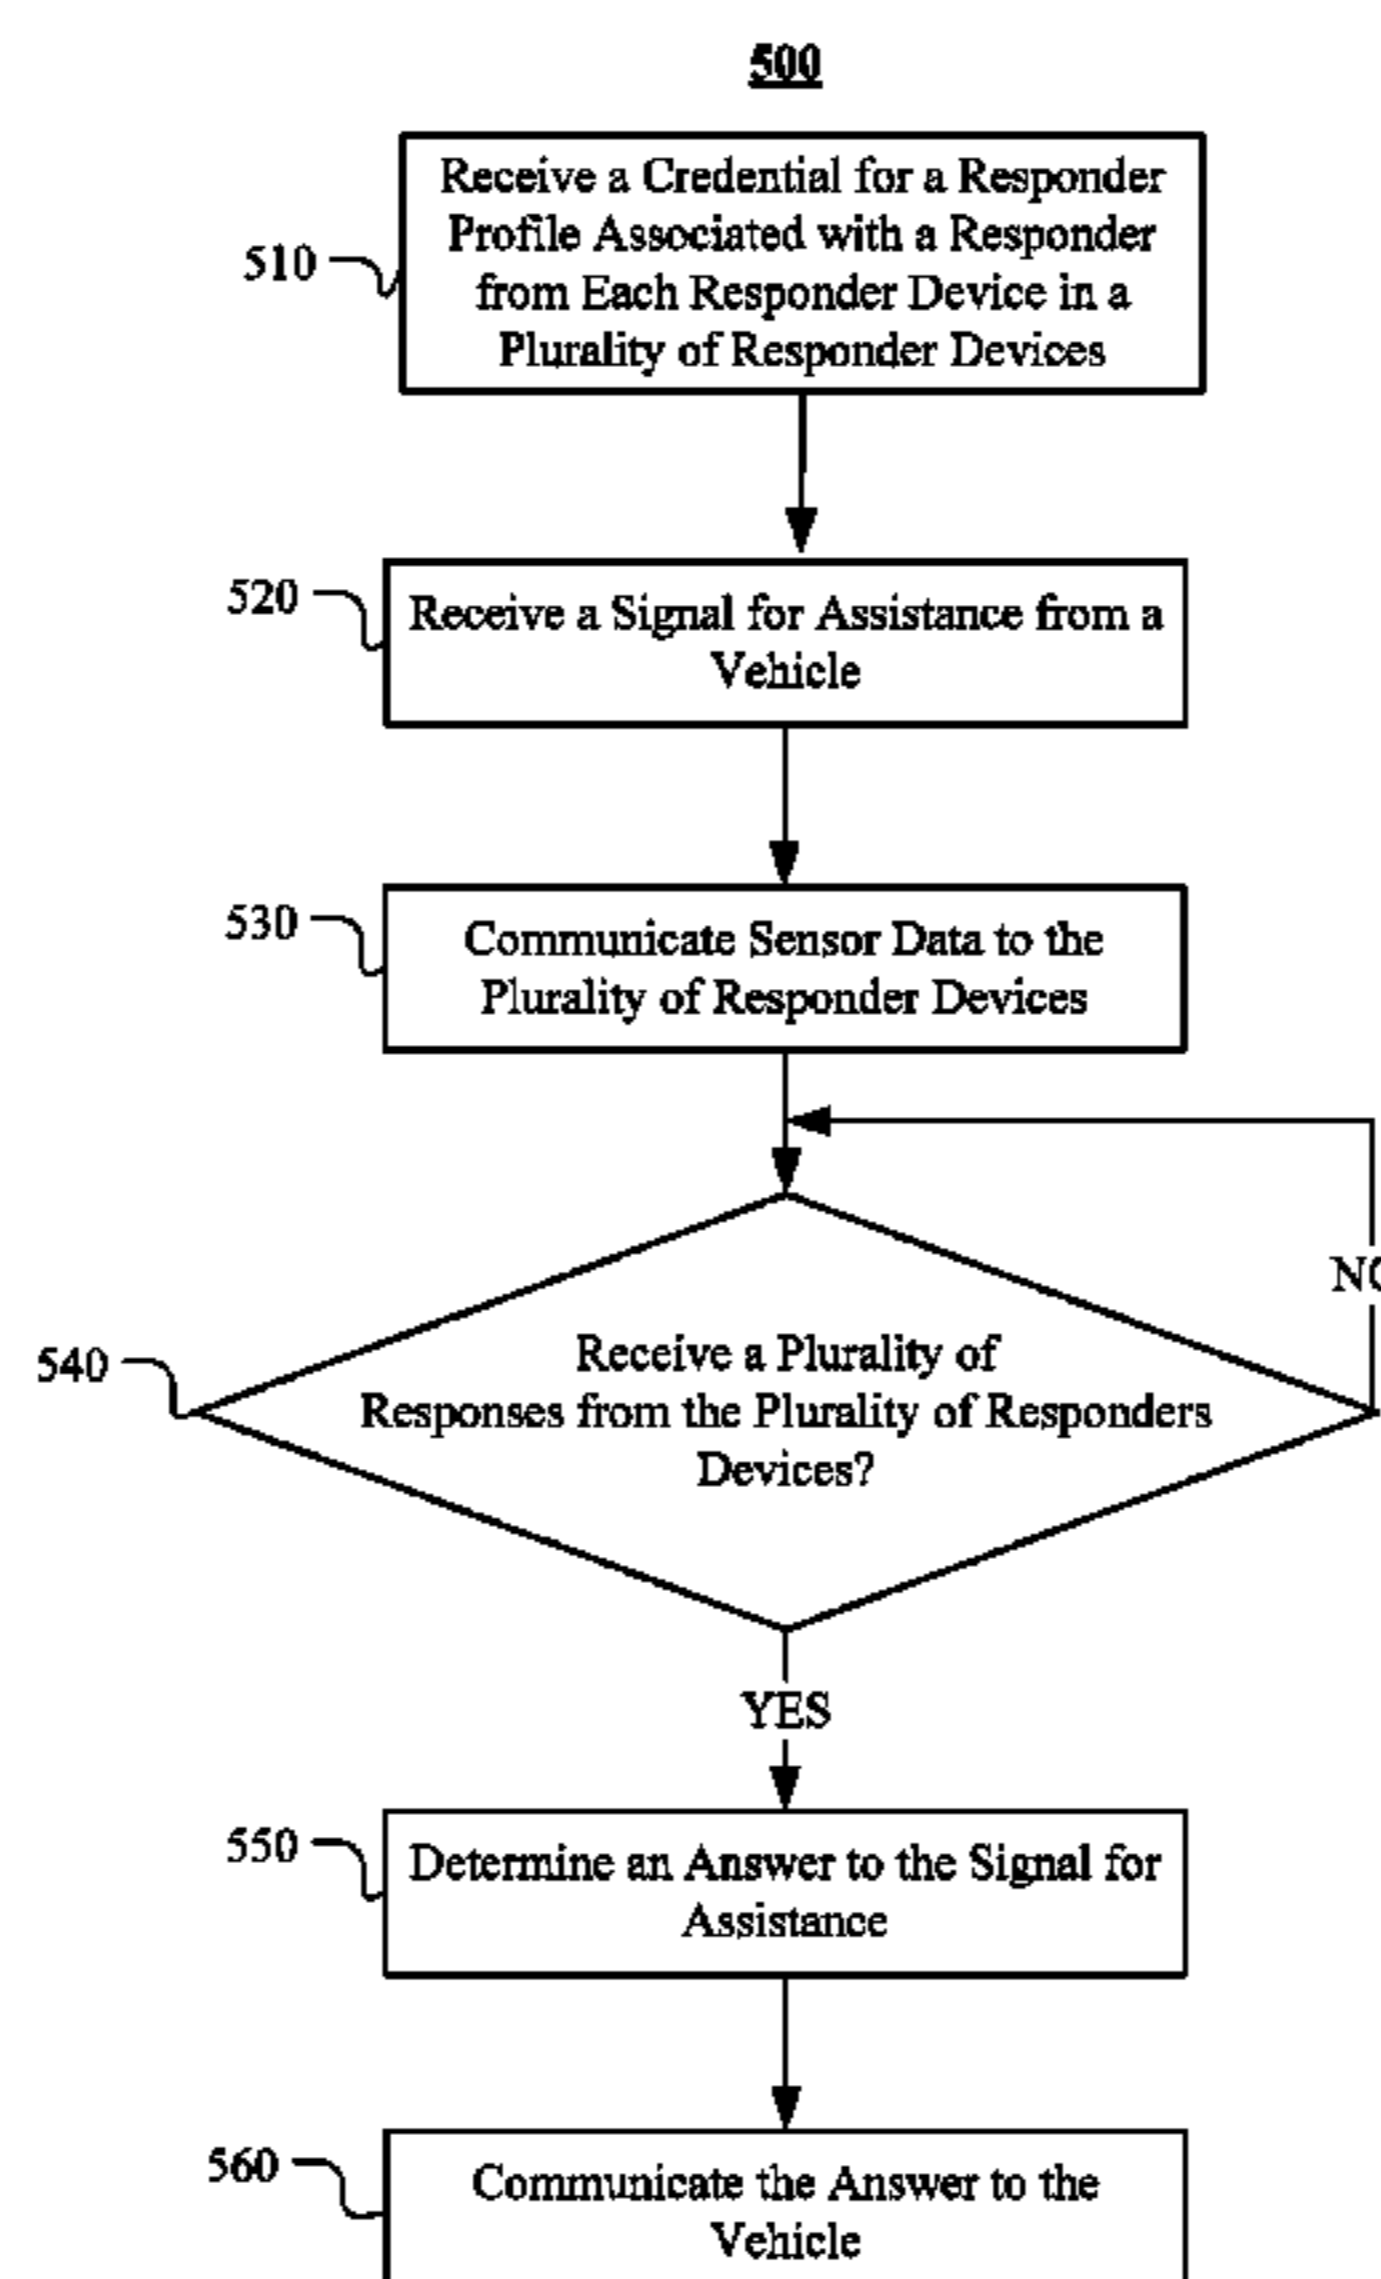 500
510
Receive a Credential for a Responder
Profile Associated with a Responder
from Each Responder Device in a
Plurality of Responder Devices
520
Receive a Signal for Assistance from a
Vehicle
530
Communicate Sensor Data to the
Plurality of Responder Devices
NO
540
Receive a Plurality of
Responses from the Plurality of Responders
Devices?
YES
550
Determine an Answer to the Signal for
Assistance
560
Communicate the Answer to the
Vehicle